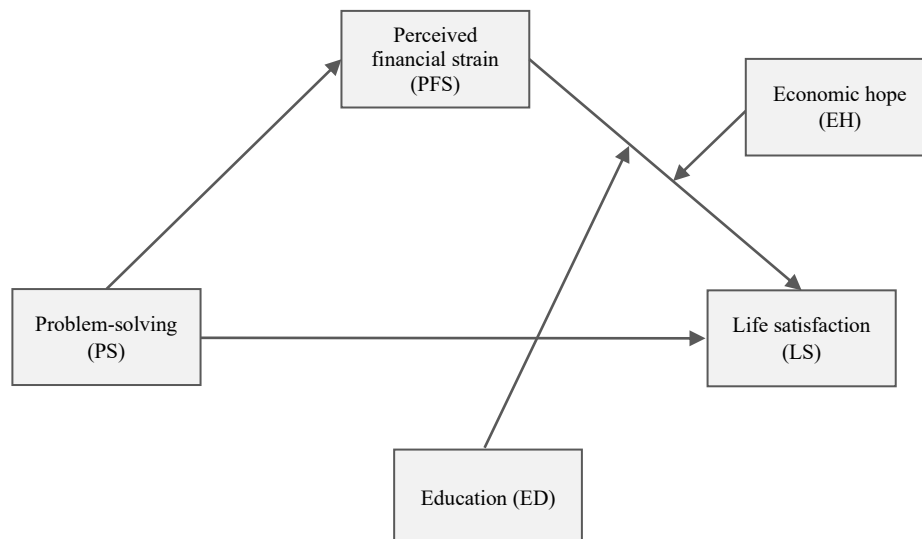 Perceived
financial strain
(PFS)
Economic hope
(EH)
Problem-solving
(PS)
Life satisfaction
(LS)
Education (ED)